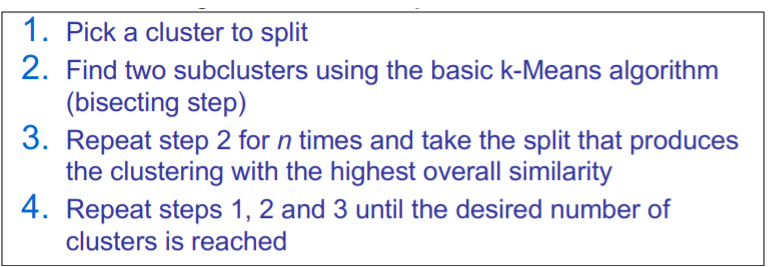 1. Pick a cluster to split
2. Find two subclusters using the basic k-Means algorithm
(bisecting step)
3. Repeat step 2 for n times and take the split that produces
the clustering with the highest overall similarity
4. Repeat steps 1, 2 and 3 until the desired number of
clusters is reached